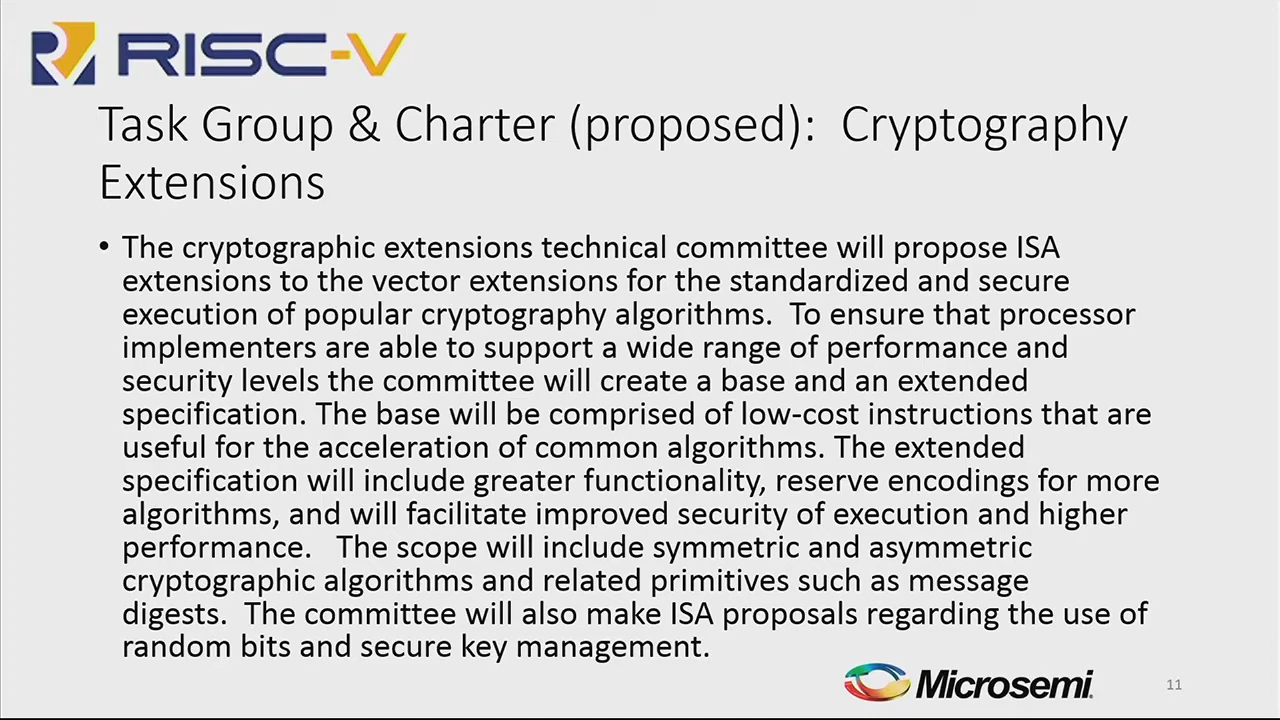 RISC-V
Task Group & Charter (proposed):  Cryptography
Extensions
• The cryptographic extensions technical committee will propose ISA
extensions to the vector extensions for the standardized and secure
execution of popular cryptography algorithms.  To ensure that processor
implementers are able to support a wide range of performance and
security levels the committee will create a base and an extended
specification. The base will be comprised of low-cost instructions that are
useful for the acceleration of common algorithms. The extended
specification will include greater functionality, reserve encodings for more
algorithms, and will facilitate improved security of execution and higher
performance.   The scope will include symmetric and asymmetric
cryptographic algorithms and related primitives such as message
digests.  The committee will also make ISA proposals regarding the use of
random bits and secure key management.
Microsemi.
11